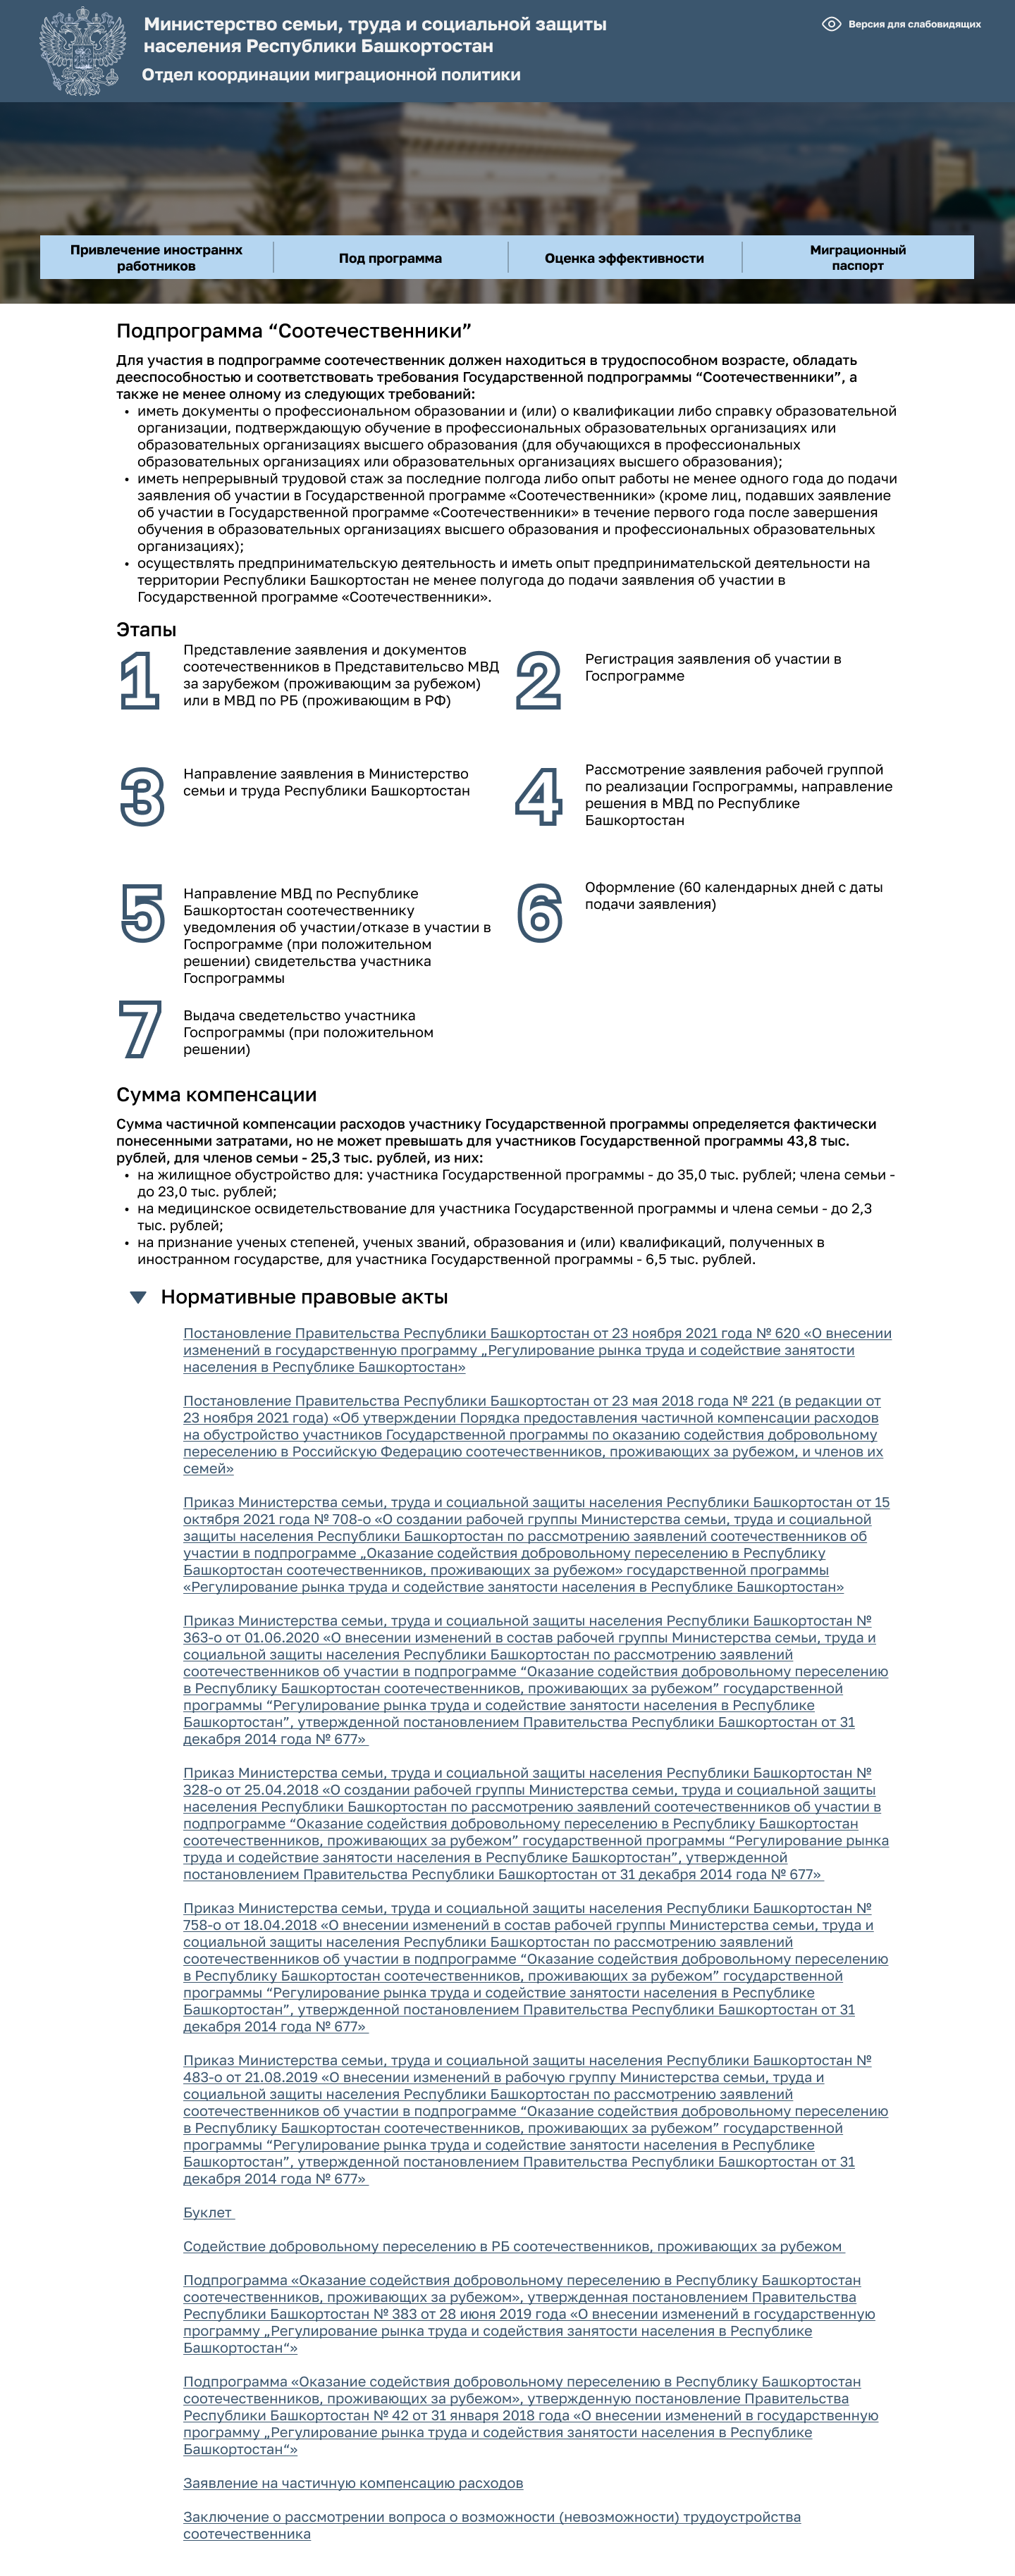 Министерство семьи, труда и социальной защиты
населения Республики Башкортостан
Отдел координации миграционной политики
Версия для слабовидящих
Привлечение иностраннх
работников
Под программа
Оценка эффективности
Миграционный
паспорт
Подпрограмма “Соотечественники”
Для участия в подпрограмме соотечественник должен находиться в трудоспособном возрасте, обладать
дееспособностью и соответствовать требования Государственной подпрограммы “Соотечественники”, а
также не менее олному из следующих требований:
• иметь документы о профессиональном образовании и (или) о квалификации либо справку образовательной
организации, подтверждающую обучение в профессиональных образовательных организациях или
образовательных организациях высшего образования (для обучающихся в профессиональных
образовательных организациях или образовательных организациях высшего образования);
• иметь непрерывный трудовой стаж за последние полгода либо опыт работы не менее одного года до подачи
заявления об участии в Государственной программе «Соотечественники» (кроме лиц, подавших заявление
об участии в Государственной программе «Соотечественники» в течение первого года после завершения
обучения в образовательных организациях высшего образования и профессиональных образовательных
организациях);
• осуществлять предпринимательскую деятельность и иметь опыт предпринимательской деятельности на
территории Республики Башкортостан не менее полугода до подачи заявления об участии в
Государственной программе «Соотечественники».
Этапы
1
Представление заявления и документов
соотечественников в Представительсво МВД
за зарубежом (проживающим за рубежом)
или в МВД по РБ (проживающим в РФ)
2
Регистрация заявления об участии в
Госпрограмме
3
Направление заявления в Министерство
семьи и труда Республики Башкортостан
4
Рассмотрение заявления рабочей группой
по реализации Госпрограммы, направление
решения в МВД по Республике
Башкортостан
5
Направление МВД по Республике
Башкортостан соотечественнику
уведомления об участии/отказе в участии в
Госпрограмме (при положительном
решении) свидетельства участника
Госпрограммы
6
Оформление (60 календарных дней с даты
подачи заявления)
7
Выдача сведетельство участника
Госпрограммы (при положительном
решении)
Сумма компенсации
Сумма частичной компенсации расходов участнику Государственной программы определяется фактически
понесенными затратами, но не может превышать для участников Государственной программы 43,8 тыс.
рублей, для членов семьи - 25,3 тыс. рублей, из них:
• на жилищное обустройство для: участника Государственной программы - до 35,0 тыс. рублей; члена семьи -
до 23,0 тыс. рублей;
• на медицинское освидетельствование для участника Государственной программы и члена семьи - до 2,3
тыс. рублей;
• на признание ученых степеней, ученых званий, образования и (или) квалификаций, полученных в
иностранном государстве, для участника Государственной программы - 6,5 тыс. рублей.
Нормативные правовые акты
Постановление Правительства Республики Башкортостан от 23 ноября 2021 года № 620 «О внесении
изменений в государственную программу „Регулирование рынка труда и содействие занятости
населения в Республике Башкортостан»
Постановление Правительства Республики Башкортостан от 23 мая 2018 года № 221 (в редакции от
23 ноября 2021 года) «Об утверждении Порядка предоставления частичной компенсации расходов
на обустройство участников Государственной программы по оказанию содействия добровольному
переселению в Российскую Федерацию соотечественников, проживающих за рубежом, и членов их
семей»
Приказ Министерства семьи, труда и социальной защиты населения Республики Башкортостан от 15
октября 2021 года № 708-о «О создании рабочей группы Министерства семьи, труда и социальной
защиты населения Республики Башкортостан по рассмотрению заявлений соотечественников об
участии в подпрограмме „Оказание содействия добровольному переселению в Республику
Башкортостан соотечественников, проживающих за рубежом» государственной программы
«Регулирование рынка труда и содействие занятости населения в Республике Башкортостан»
Приказ Министерства семьи, труда и социальной защиты населения Республики Башкортостан №
363-о от 01.06.2020 «О внесении изменений в состав рабочей группы Министерства семьи, труда и
социальной защиты населения Республики Башкортостан по рассмотрению заявлений
соотечественников об участии в подпрограмме “Оказание содействия добровольному переселению
в Республику Башкортостан соотечественников, проживающих за рубежом” государственной
программы “Регулирование рынка труда и содействие занятости населения в Республике
Башкортостан”, утвержденной постановлением Правительства Республики Башкортостан от 31
декабря 2014 года № 677»
Приказ Министерства семьи, труда и социальной защиты населения Республики Башкортостан №
328-о от 25.04.2018 «О создании рабочей группы Министерства семьи, труда и социальной защиты
населения Республики Башкортостан по рассмотрению заявлений соотечественников об участии в
подпрограмме “Оказание содействия добровольному переселению в Республику Башкортостан
соотечественников, проживающих за рубежом” государственной программы “Регулирование рынка
труда и содействие занятости населения в Республике Башкортостан”, утвержденной
постановлением Правительства Республики Башкортостан от 31 декабря 2014 года № 677»
Приказ Министерства семьи, труда и социальной защиты населения Республики Башкортостан №
758-о от 18.04.2018 «О внесении изменений в состав рабочей группы Министерства семьи, труда и
социальной защиты населения Республики Башкортостан по рассмотрению заявлений
соотечественников об участии в подпрограмме “Оказание содействия добровольному переселению
в Республику Башкортостан соотечественников, проживающих за рубежом” государственной
программы “Регулирование рынка труда и содействие занятости населения в Республике
Башкортостан”, утвержденной постановлением Правительства Республики Башкортостан от 31
декабря 2014 года № 677»
Приказ Министерства семьи, труда и социальной защиты населения Республики Башкортостан №
483-о от 21.08.2019 «О внесении изменений в рабочую группу Министерства семьи, труда и
социальной защиты населения Республики Башкортостан по рассмотрению заявлений
соотечественников об участии в подпрограмме “Оказание содействия добровольному переселению
в Республику Башкортостан соотечественников, проживающих за рубежом” государственной
программы “Регулирование рынка труда и содействие занятости населения в Республике
Башкортостан”, утвержденной постановлением Правительства Республики Башкортостан от 31
декабря 2014 года № 677»
Буклет
Содействие добровольному переселению в РБ соотечественников, проживающих за рубежом
Подпрограмма «Оказание содействия добровольному переселению в Республику Башкортостан
соотечественников, проживающих за рубежом», утвержденная постановлением Правительства
Республики Башкортостан № 383 от 28 июня 2019 года «О внесении изменений в государственную
программу „Регулирование рынка труда и содействия занятости населения в Республике
Башкортостан“»
Подпрограмма «Оказание содействия добровольному переселению в Республику Башкортостан
соотечественников, проживающих за рубежом», утвержденную постановление Правительства
Республики Башкортостан № 42 от 31 января 2018 года «О внесении изменений в государственную
программу „Регулирование рынка труда и содействия занятости населения в Республике
Башкортостан“»
Заявление на частичную компенсацию расходов
Заключение о рассмотрении вопроса о возможности (невозможности) трудоустройства
соотечественника